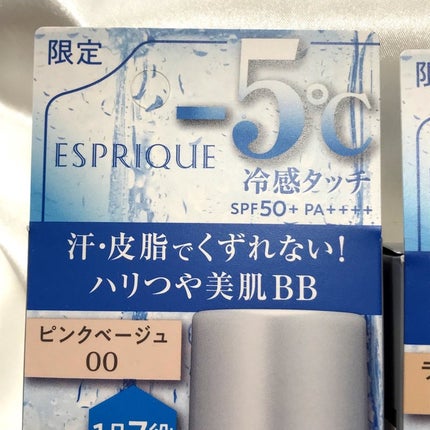 限定
-5℃
ESPRIQUE
冷感タッチ
SPF50+ PA++++
汗・皮脂でくずれない!
ハリつや美肌BB
ピンクベージュ
00